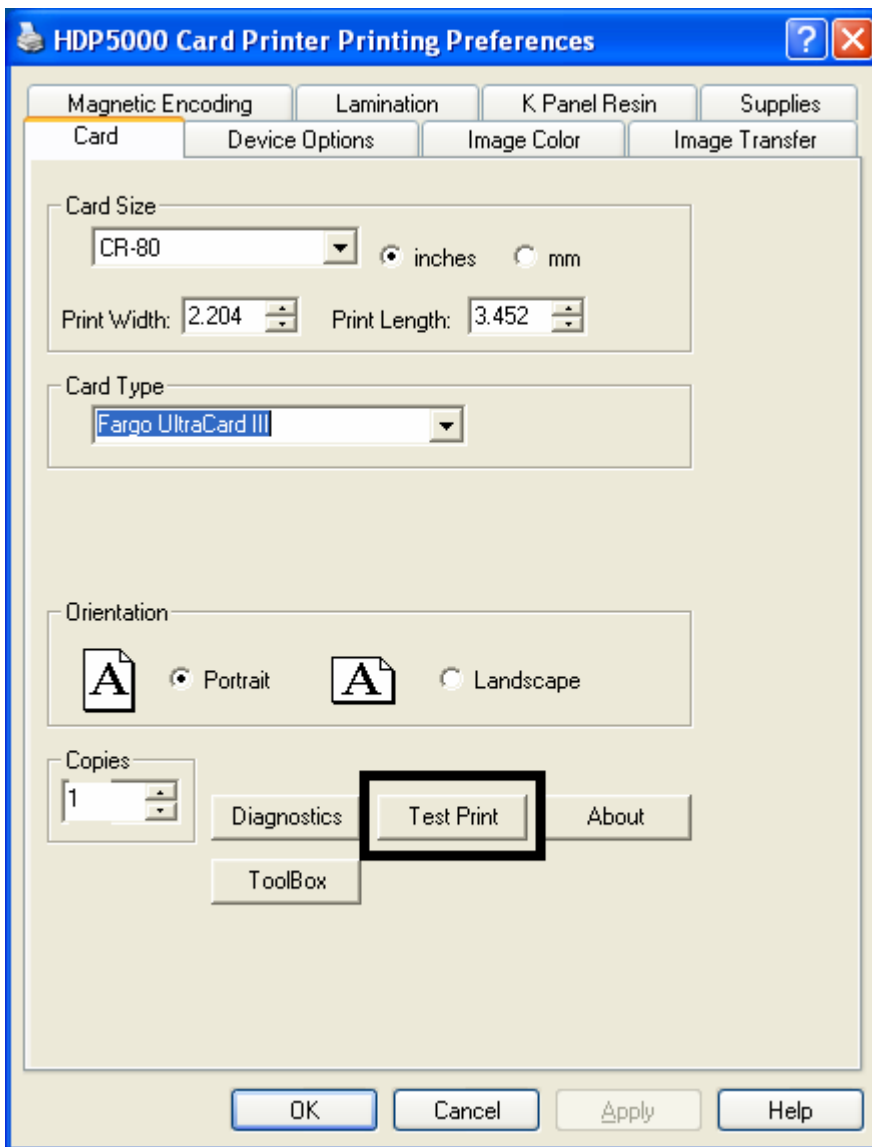 HDP5000 Card Printer Printing Preferences
Magnetic Encoding Lamination K Panel Resin Supplies
Card Device Options Image Color Image Transfer
Card Size
CR-80 inches mm
Print Width: 2.204 Print Length: 3.452
Card Type
Fargo UltraCard III
Orientation
A Portrait A Landscape
Copies
1 Diagnostics Test Print About
ToolBox
OK Cancel Apply Help